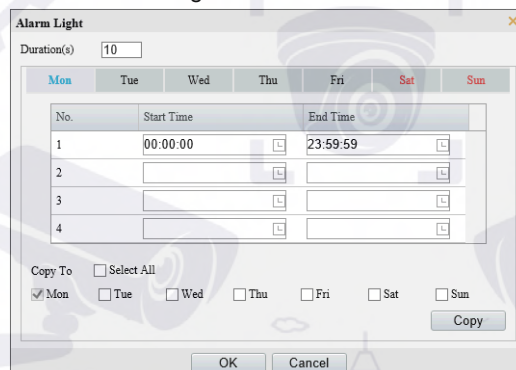 Alarm Light
Duration(s) 10
Mon Tue Wed Thu Fri Sat Sun
No. Start Time End Time
1 00:00:00 23:59:59
2
3
4
Copy To Select All
Mon Tue Wed Thu Fri Sat Sun
Copy
OK Cancel